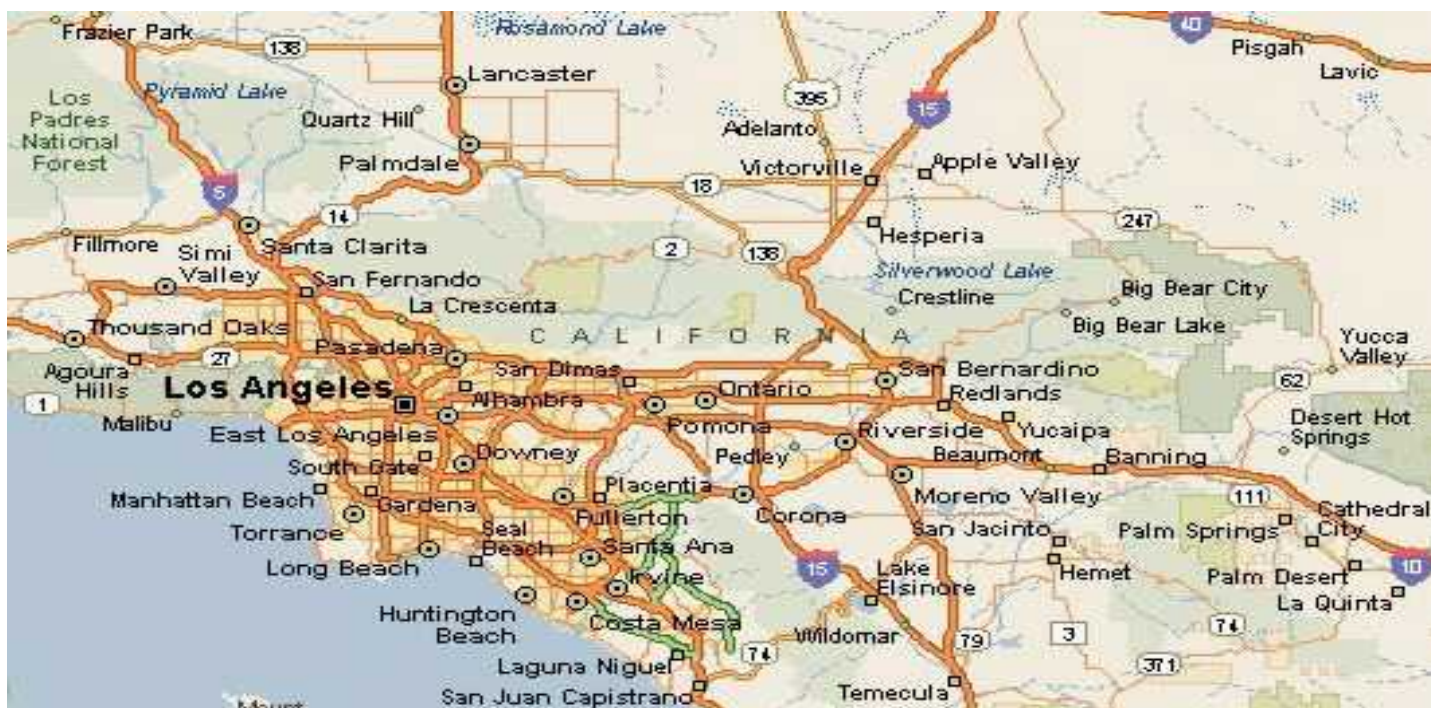 Frazier Park
138
Rosamond Lake
40
Pisgah
Lavic
Lancaster
Pyramid Lake
Los
Padres
National
Forest
Quartz Hill
395
15
Adelanto
Palmdale
Victorville
Apple Valley
5
18
14
247
Fillmore
Santa Clarita
Hesperia
2
138
Simi
Valley
San Fernando
Silverwood Lake
La Crescenta
Crestline
Big Bear City
Thousand Oaks
CALIFORNIA
Big Bear Lake
Yucca
Valley
Pasadena
27
Agoura
Hills
San Dimas
San Bernardino
62
Los Angeles
Ontario
Redlands
1
Malibu
Alhambra
Pomona
Yucaipa
Desert Hot
Springs
East Los Angeles
Riverside
South Gate
Downey
Pedley
Beaumont
Banning
Manhattan Beach
Gardena
Placentia
Moreno Valley
111
Fullerton
Corona
Cathedral
City
Torrance
Seal
Beach
San Jacinto
Palm Springs
Santa Ana
Long Beach
Irvine
15
Lake
Elsinore
Hemet
Palm Desert
10
La Quinta
Huntington
Beach
Costa Mesa
Wildomar
79
3
74
74
Laguna Niguel
371
San Juan Capistrano
Temecula
Mount